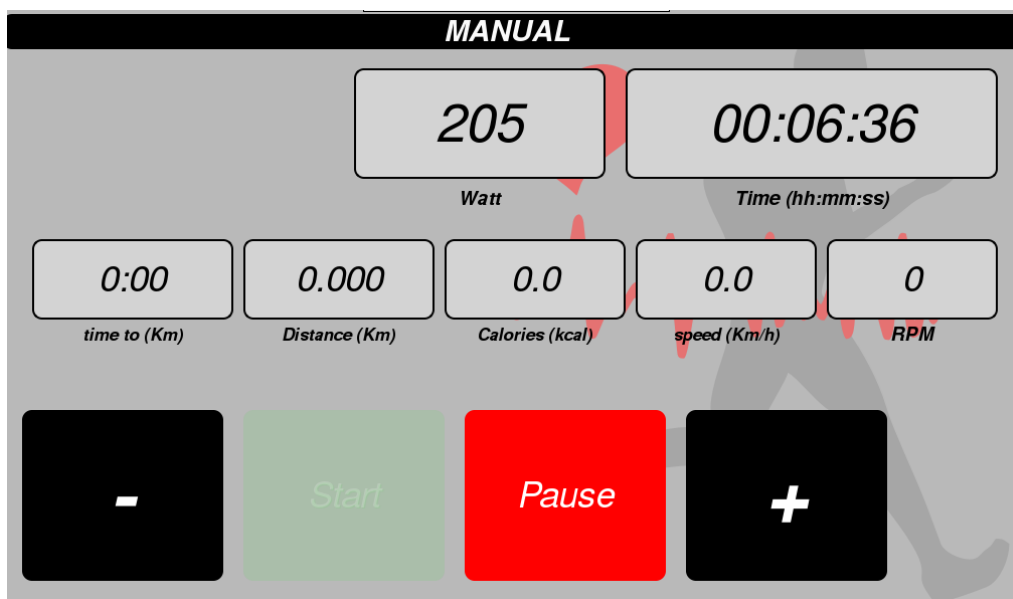 MANUAL
205 00:06:36
Watt Time (hh:mm:ss)
0:00 0.000 0.0 0.0 0
time to (Km) Distance (Km) Calories (kcal) speed (Km/h) RPM
- Start Pause +